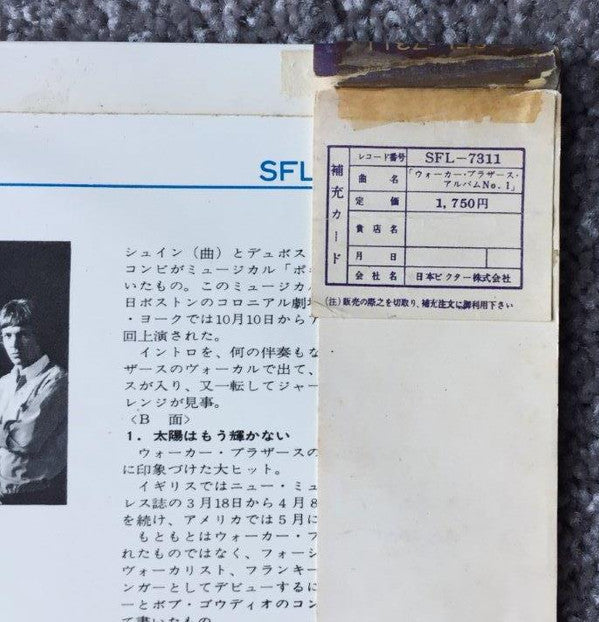 SFL
補充カード
レコード番号 SFL-7311
曲名 「ウォーカー・ブラザース・
アルバムNo.1」
定価 1,750円
貴店名
月日
会社名 日本ビクター株式会社
(注)販売の際之を切取り、補充注文に御利用下さい
シュイン(曲)とデュボス
コンビがミュージカル「ボ
いたもの。このミュージカ
日ボストンのコロニアル劇
・ヨークでは10月10日から
回上演された。
イントロを、何の伴奏もな
ザースのヴォーカルで出て、
スが入り、又一転してジャー
レンジが見事。
〈B 面〉
1. 太陽はもう輝かない
ウォーカー・ブラザースの
に印象づけた大ヒット。
イギリスではニュー・ミュ
レス誌の3月18日から4月8
を続け、アメリカでは5月に
もともとはウォーカー・ブ
れたものではなく、フォーシ
ヴォーカリスト、フランキー
ンガーとしてデビューするに
ーとボブ・ゴウディオのコン
て書いたもの